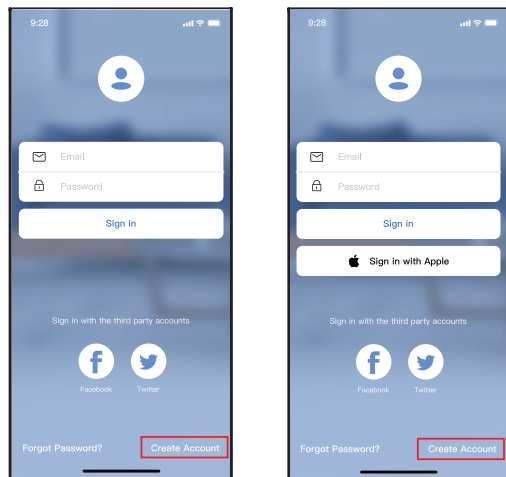 9:28
Email
Password
Sign in
Sign in with the third party accounts
Facebook
Twitter
Forgot Password?
Create Account
9:28
Email
Password
Sign in
Sign in with Apple
Sign in with the third party accounts
Facebook
Twitter
Forgot Password?
Create Account